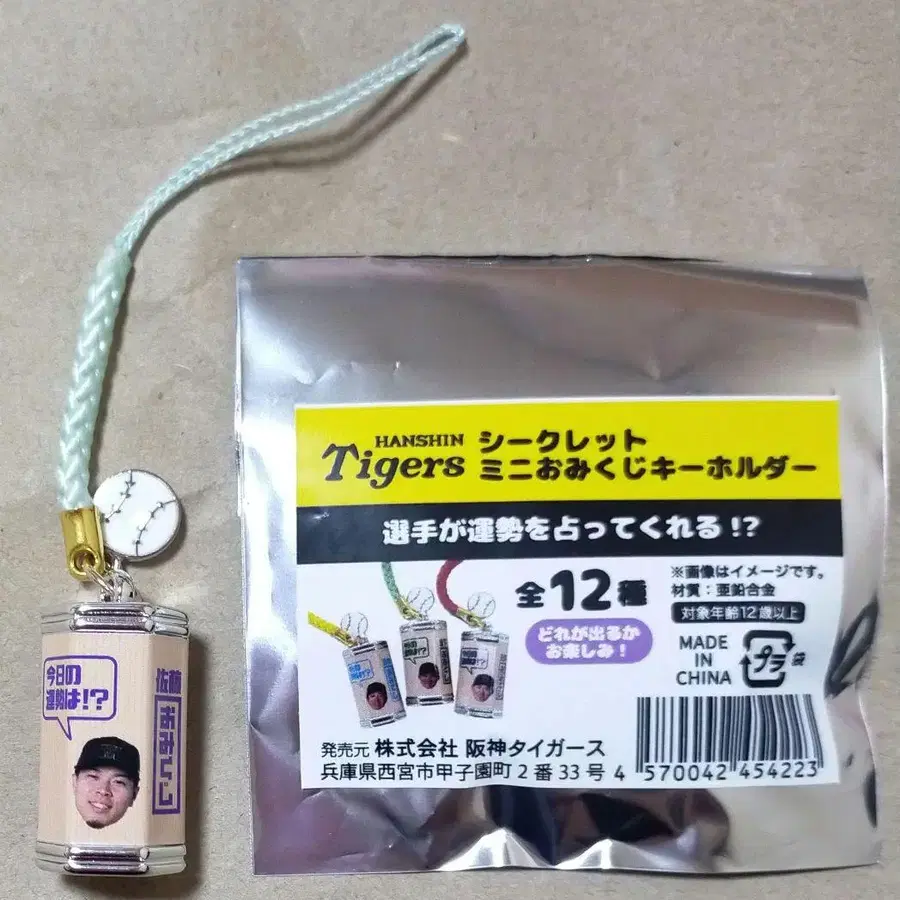 HANSHIN
Tigers
シークレット
ミニおみくじキーホルダー
選手が運勢を占ってくれる!?
全12種
どれが出るか
お楽しみ!
※画像はイメージです。
材質:亜鉛合金
対象年齢12歳以上
MADE
IN
CHINA
プラ
袋
発売元 株式会社 阪神タイガース
兵庫県西宮市甲子園町2番33号
4 570042 454223
今日の
運勢は!?
佐藤
おみくじ